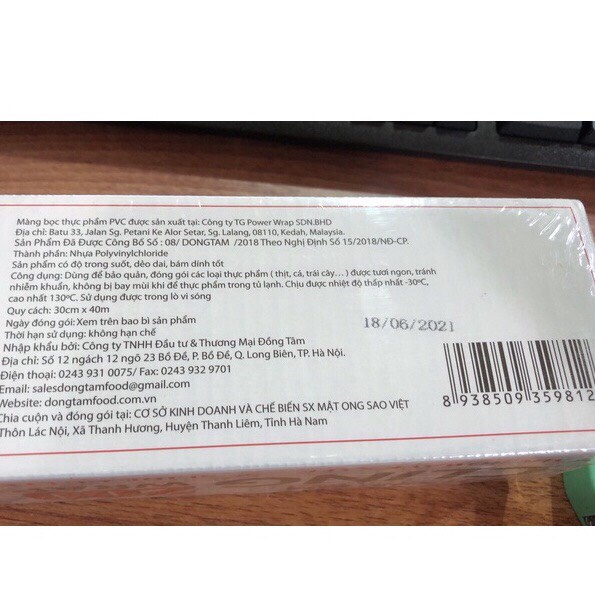 Màng bọc thực phẩm PVC được sản xuất tại: Công ty TG Power Wrap SDN.BHD
Địa chỉ: Batu 33, Jalan Sg. Petani Ke Alor Setar, Sg. Lalang, 08110, Kedah, Malaysia.
Sản Phẩm Đã Được Công Bố Số : 08/ DONGTAM /2018 Theo Nghị Định Số 15/2018/NĐ-CP.
Thành phần: Nhựa Polyvinylchloride
Sản phẩm có độ trong suốt, dẻo dai, bám dính tốt
Công dụng: Dùng để bảo quản, đóng gói các loại thực phẩm ( thịt, cá, trái cây... ) được tươi ngon, tránh
nhiễm khuẩn, không bị bay mùi khi để thực phẩm trong tủ lạnh. Chịu được nhiệt độ thấp nhất -30ºC,
cao nhất 130ºC. Sử dụng được trong lò vi sóng
Quy cách: 30cm x 40m
Ngày đóng gói: Xem trên bao bì sản phẩm
18/06/2021
Thời hạn sử dụng: không hạn chế
Nhập khẩu bởi: Công ty TNHH Đầu tư & Thương Mại Đồng Tâm
Địa chỉ: Số 12 ngách 12 ngõ 23 Bồ Đề, P. Bồ Đề, Q. Long Biên, TP. Hà Nội.
Điện thoại: 0243 931 0075/ Fax: 0243 932 9701
Email: salesdongtamfood@gmail.com
Website: dongtamfood.com.vn
Chia cuộn và đóng gói tại: CƠ SỞ KINH DOANH VÀ CHẾ BIẾN SX MẬT ONG SAO VIỆT
Thôn Lác Nội, Xã Thanh Hương, Huyện Thanh Liêm, Tỉnh Hà Nam
8 938509 359812